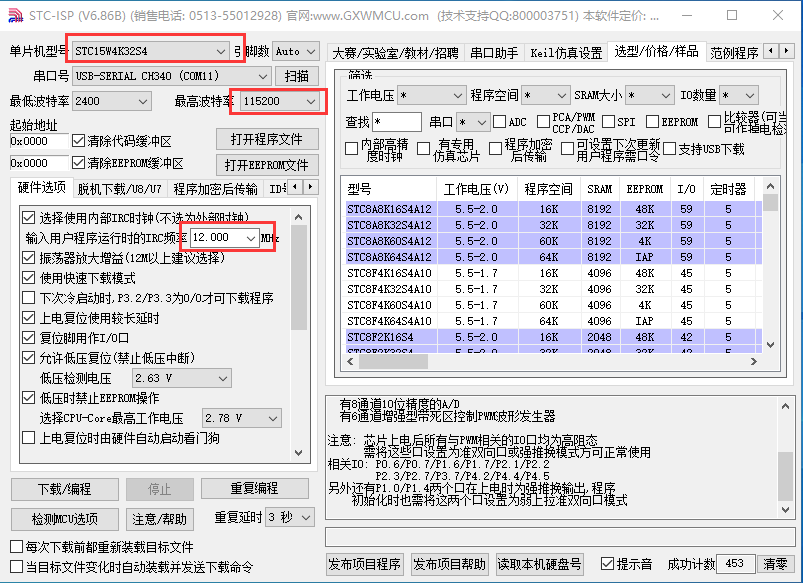 STC-ISP (V6.86B) (销售电话: 0513-55012928) 官网:www.GXWMCU.com (技术支持QQ:800003751) 本软件定价: ...
单片机型号 STC15W4K32S4 引脚数 Auto
串口号 USB-SERIAL CH340 (COM11) 扫描
最低波特率 2400 最高波特率 115200
起始地址
0x0000 清除代码缓冲区 打开程序文件
0x0000 清除EEPROM缓冲区 打开EEPROM文件
硬件选项 脱机下载/U8/U7 程序加密后传输 ID号
选择使用内部IRC时钟(不选为外部时钟)
输入用户程序运行时的IRC频率 12.000 MHz
振荡器放大增益(12M以上建议选择)
使用快速下载模式
下次冷启动时,P3.2/P3.3为0/0才可下载程序
上电复位使用较长延时
复位脚用作I/O口
允许低压复位(禁止低压中断)
低压检测电压 2.63 V
低压时禁止EEPROM操作
选择CPU-Core最高工作电压 2.78 V
上电复位时由硬件自动启动看门狗
下载/编程 停止 重复编程
检测MCU选项 注意/帮助 重复延时 3 秒
每次下载前都重新装载目标文件
当目标文件变化时自动装载并发送下载命令
大赛/实验室/教材/招聘 串口助手 Keil仿真设置 选型/价格/样品 范例程序
筛选
工作电压 * 程序空间 * SRAM大小 * IO数量 *
查找 * 串口 * ADC PCA/PWM CCP/DAC SPI EEPROM 比较器(可当 可作掉电检
内部高精度时钟 有专用仿真芯片 程序加密后传输 可设置下次更新用户程序需口令 支持USB下载
型号 工作电压(V) 程序空间 SRAM EEPROM I/O 定时器
STC8A8K16S4A12 5.5-2.0 16K 8192 48K 59 5
STC8A8K32S4A12 5.5-2.0 32K 8192 32K 59 5
STC8A8K60S4A12 5.5-2.0 60K 8192 4K 59 5
STC8A8K64S4A12 5.5-2.0 64K 8192 IAP 59 5
STC8F4K16S4A10 5.5-1.7 16K 4096 48K 45 5
STC8F4K32S4A10 5.5-1.7 32K 4096 32K 45 5
STC8F4K60S4A10 5.5-1.7 60K 4096 4K 45 5
STC8F4K64S4A10 5.5-1.7 64K 4096 IAP 45 5
STC8F2K16S4 5.5-2.0 16K 2048 48K 42 5
STC8F2K32S4 5.5-2.0 32K 2048 32K 42 5
有8通道10位精度的A/D
有6通道增强型带死区控制PWM波形发生器
注意: 芯片上电后所有与PWM相关的IO口均为高阻态
需将这些口设置为准双向口或强推挽模式方可正常使用
相关IO: P0.6/P0.7/P1.6/P1.7/P2.1/P2.2
P2.3/P2.7/P3.7/P4.2/P4.4/P4.5
另外还有P1.0/P1.4两个口在上电时为强推挽输出,程序
初始化时也需将这两个口设置为弱上拉准双向口模式
发布项目程序 发布项目帮助 读取本机硬盘号 提示音 成功计数 453 清零